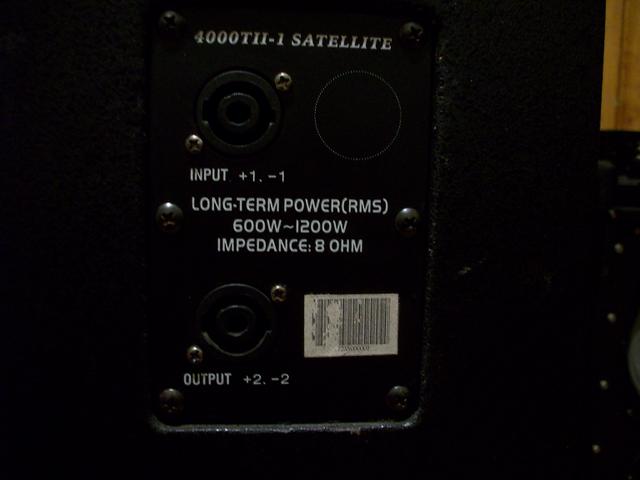 4000TII-1 SATELLITE
INPUT +1. -1
LONG-TERM POWER(RMS)
600W~1200W
IMPEDANCE: 8 OHM
OUTPUT +2. -2